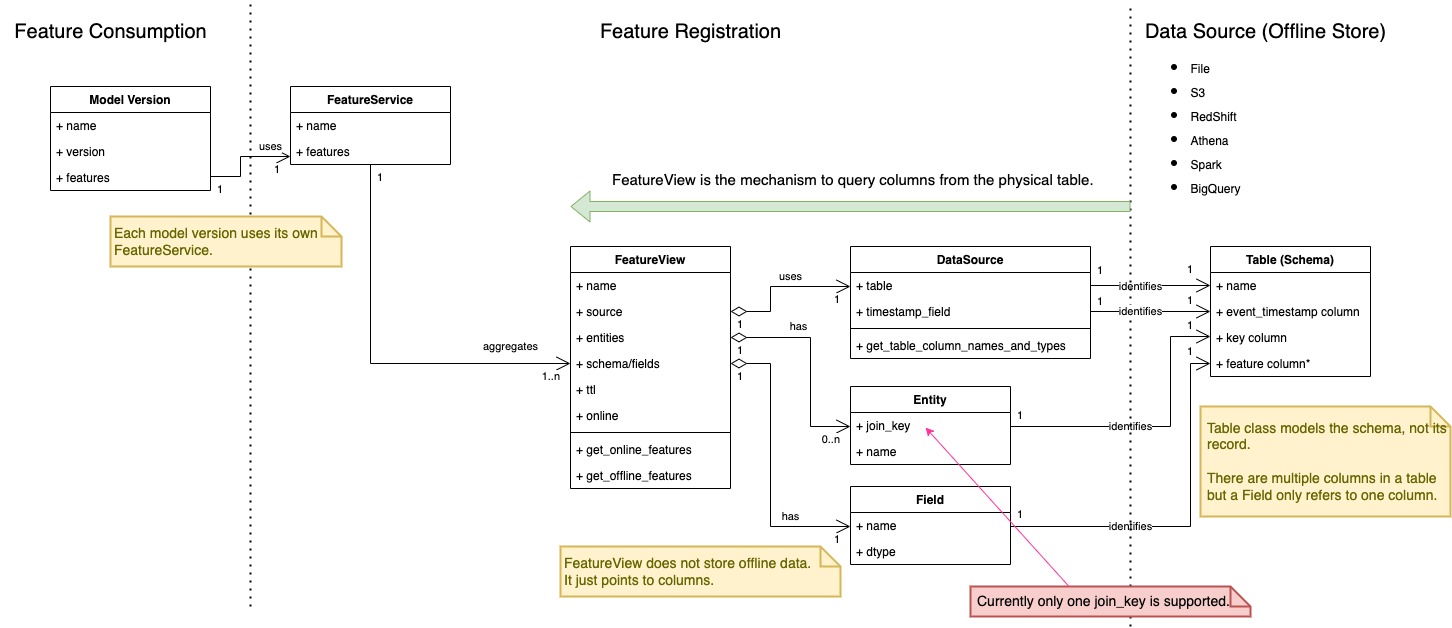 Feature Consumption
Feature Registration
Data Source (Offline Store)
File
S3
RedShift
Athena
Spark
BigQuery
Model Version
+ name
+ version
+ features
1
uses
1
FeatureService
+ name
+ features
1
Each model version uses its own
FeatureService.
FeatureView is the mechanism to query columns from the physical table.
aggregates
1..n
FeatureView
+ name
+ source
+ entities
+ schema/fields
+ ttl
+ online
+ get_online_features
+ get_offline_features
1
uses
1
1
has
0..n
1
has
1
DataSource
+ table
+ timestamp_field
+ get_table_column_names_and_types
1
identifies
1
1
identifies
1
Entity
+ join_key
+ name
1
identifies
1
Field
+ name
+ dtype
1
identifies
1
Table (Schema)
+ name
+ event_timestamp column
+ key column
+ feature column*
Table class models the schema, not its
record.
There are multiple columns in a table
but a Field only refers to one column.
FeatureView does not store offline data.
It just points to columns.
Currently only one join_key is supported.